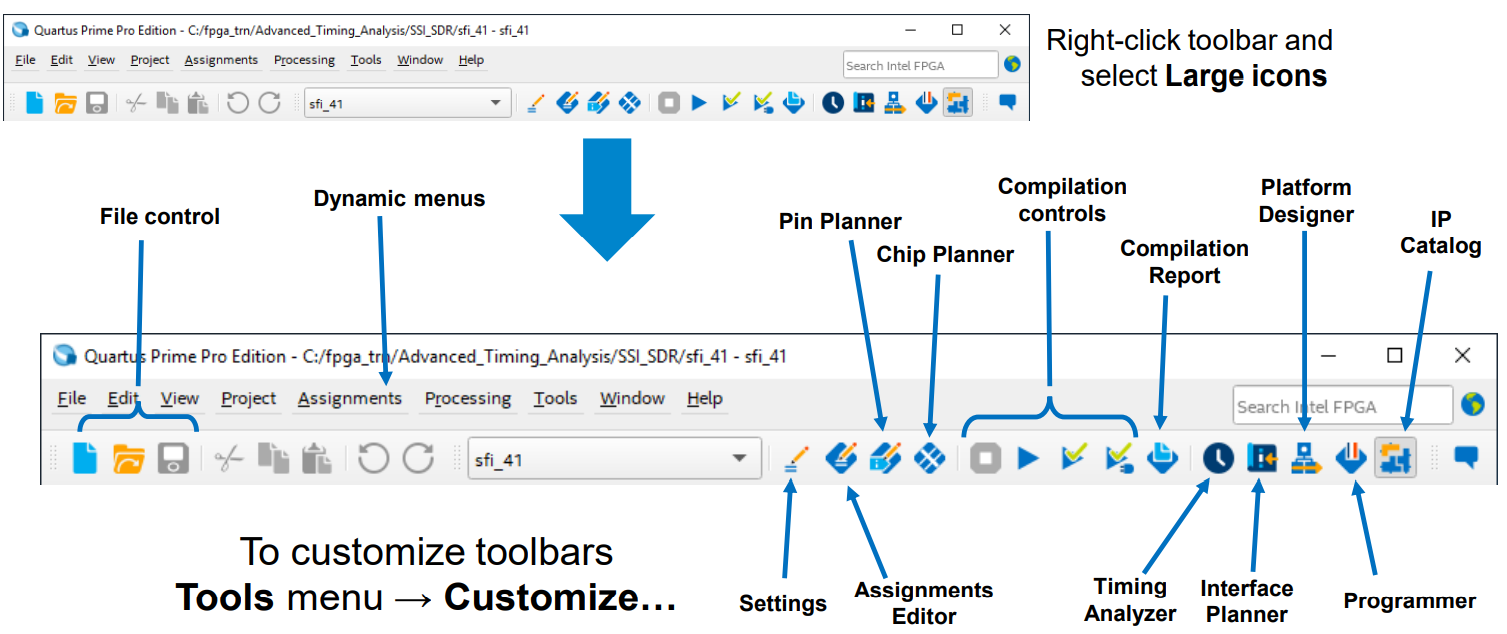 Quartus Prime Pro Edition - C:/fpga_trn/Advanced_Timing_Analysis/SSI_SDR/sfi_41 - sfi_41
File Edit View Project Assignments Processing Tools Window Help
Search Intel FPGA
sfi_41
Right-click toolbar and
select Large icons
File control
Dynamic menus
Pin Planner
Chip Planner
Compilation
controls
Compilation
Report
Platform
Designer
IP
Catalog
Quartus Prime Pro Edition - C:/fpga_trn/Advanced_Timing_Analysis/SSI_SDR/sfi_41 - sfi_41
File Edit View Project Assignments Processing Tools Window Help
Search Intel FPGA
sfi_41
To customize toolbars
Tools menu → Customize...
Settings
Assignments
Editor
Timing
Analyzer
Interface
Planner
Programmer